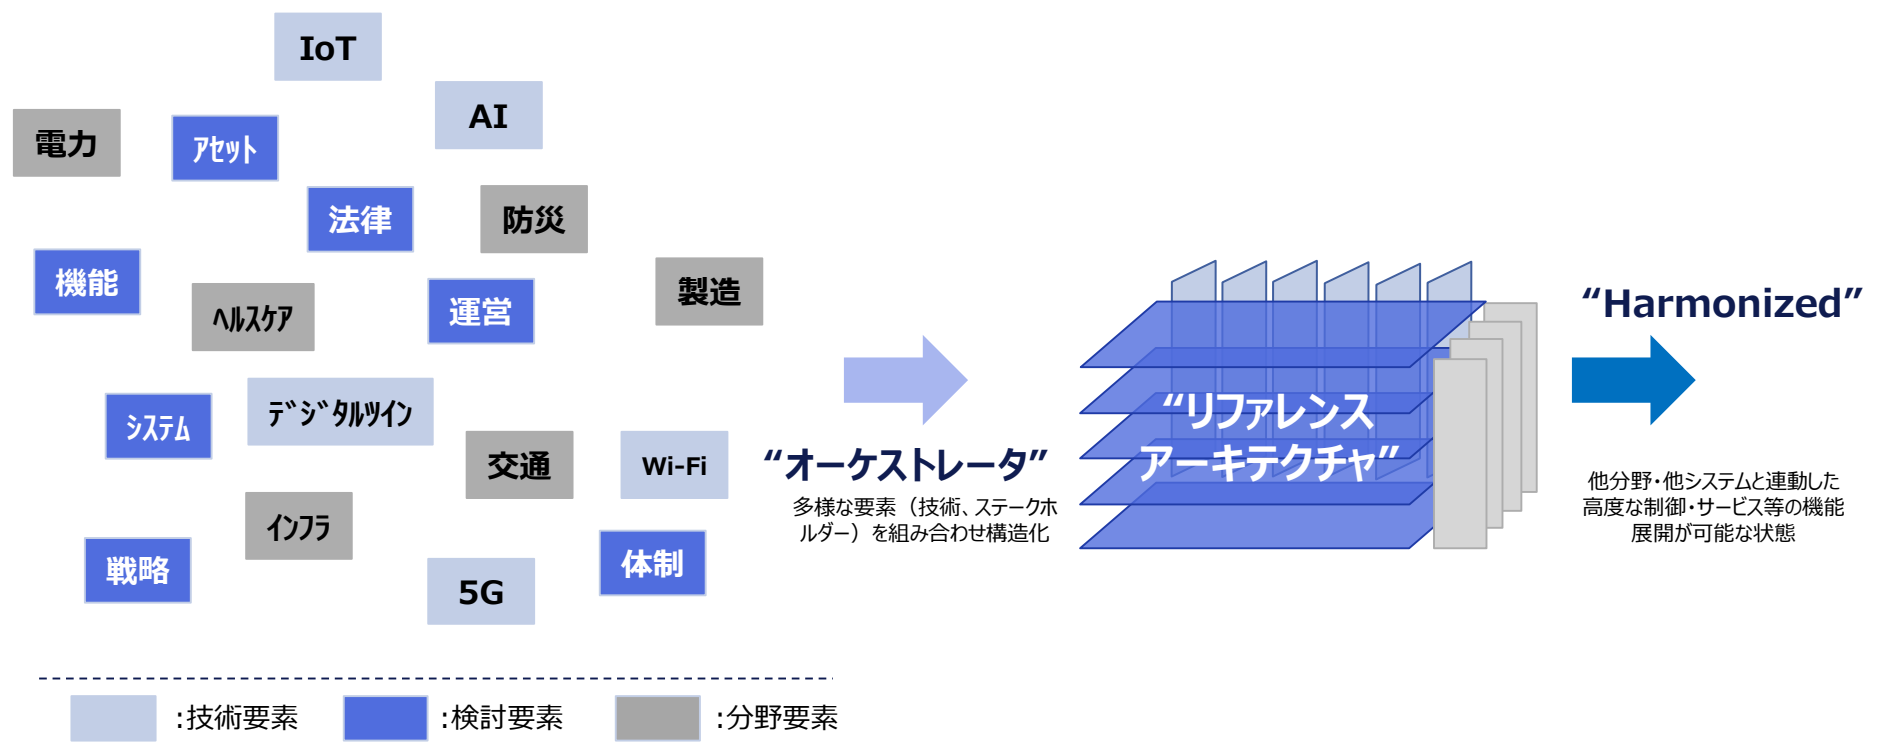 IoT
AI
電力
アセット
法律
防災
機能
ヘルスケア
運営
製造
システム
デジタルツイン
交通
Wi-Fi
インフラ
戦略
5G
体制
“オーケストレータ”
多様な要素（技術、ステークホ
ルダー）を組み合わせ構造化
“リファレンス
アーキテクチャ”
“Harmonized”
他分野・他システムと連動した
高度な制御・サービス等の機能
展開が可能な状態
:技術要素
:検討要素
:分野要素